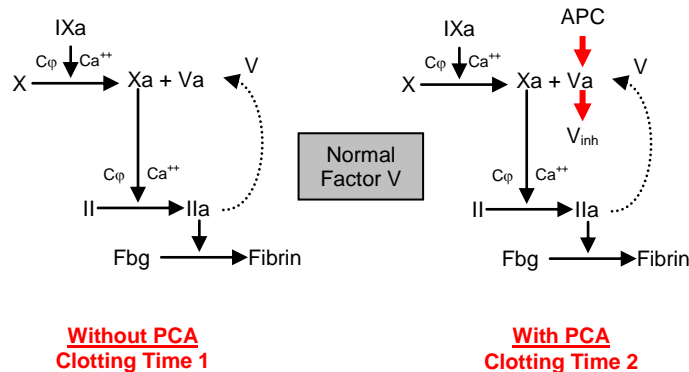 IXa
Cφ Ca++
X Xa + Va V
Cφ Ca++
II IIa
Fbg Fibrin
Without PCA
Clotting Time 1
Normal
Factor V
APC
IXa
Cφ Ca++
X Xa + Va V
Vinh
Cφ Ca++
II IIa
Fbg Fibrin
With PCA
Clotting Time 2